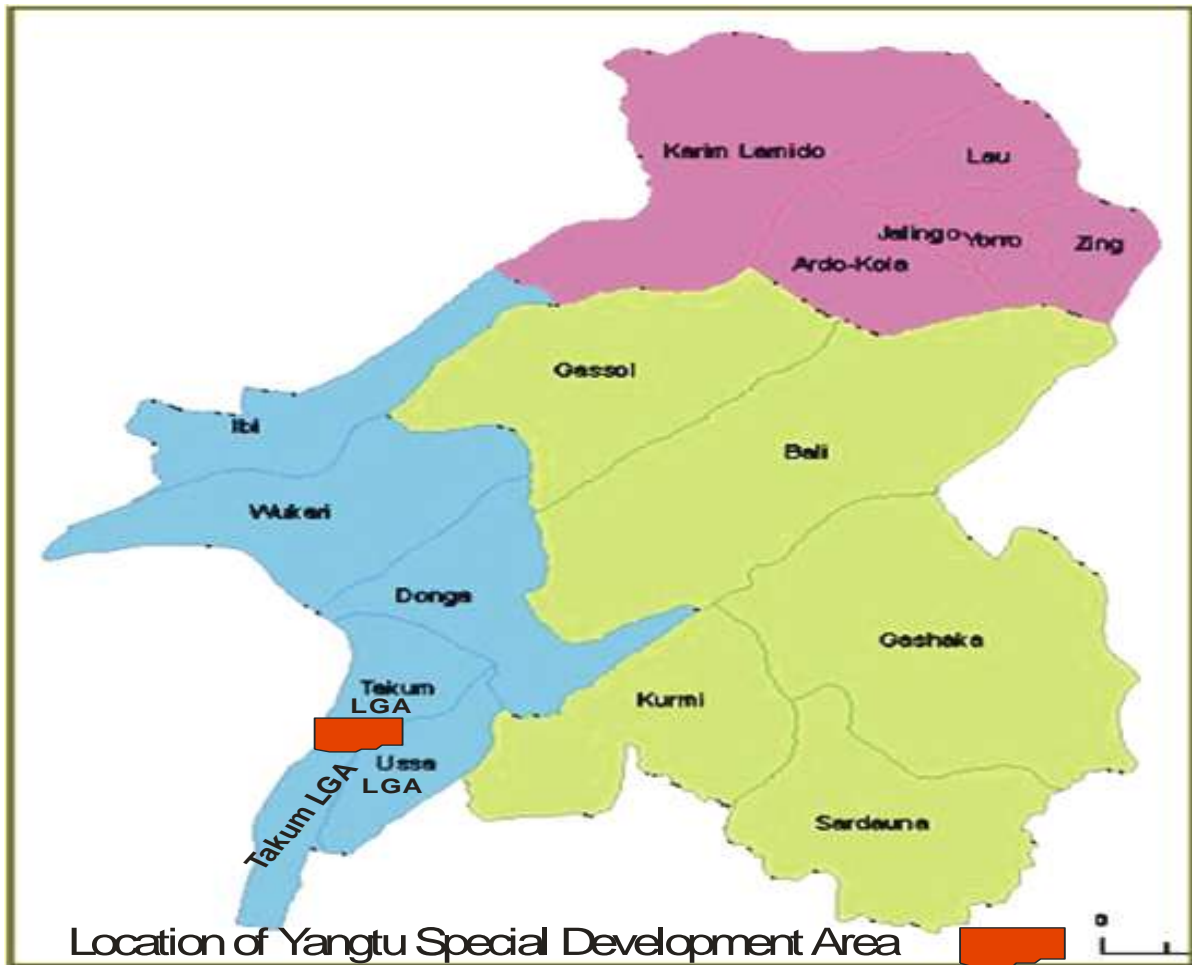 Karim Lamido
Lau
Jalingo
Yorro
Zing
Ardo-Kola
Gassol
Ibi
Bali
Wukari
Donga
Gashaka
Takum
LGA
Kurmi
Ussa
LGA
Takum LGA
Sardauna
0
Location of Yangtu Special Development Area